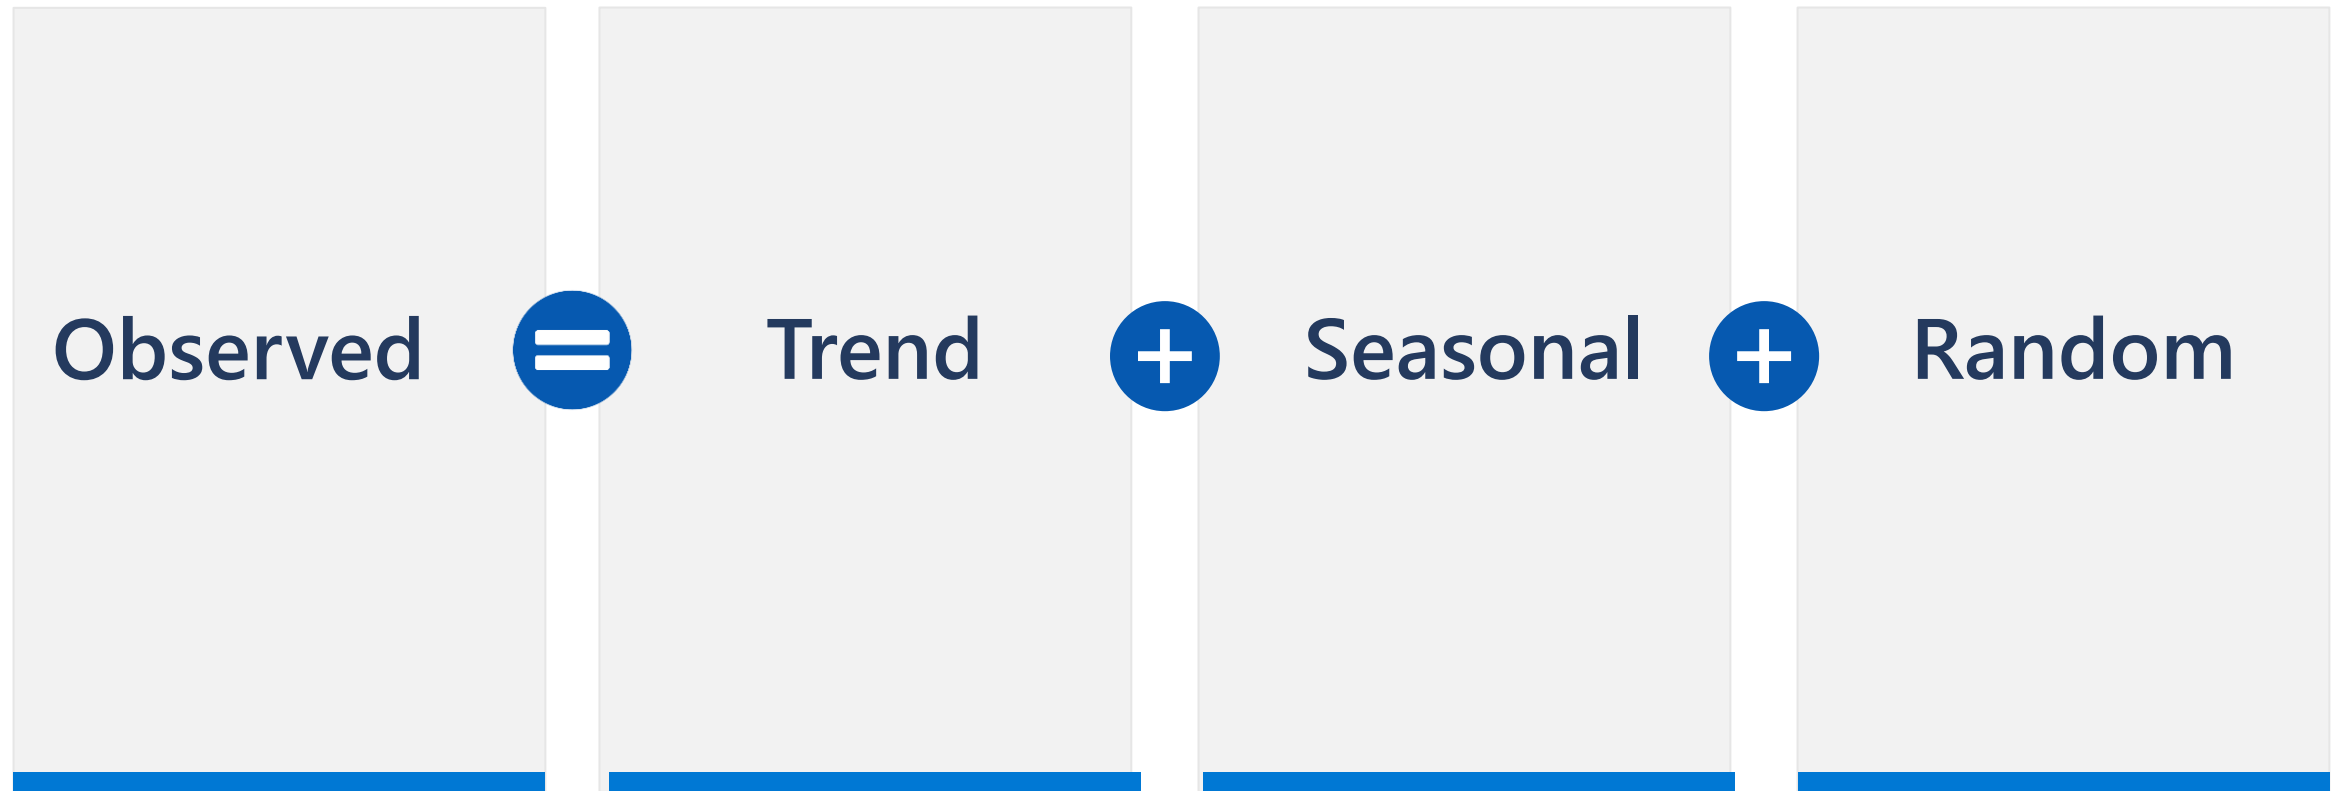 Observed = Trend + Seasonal + Random